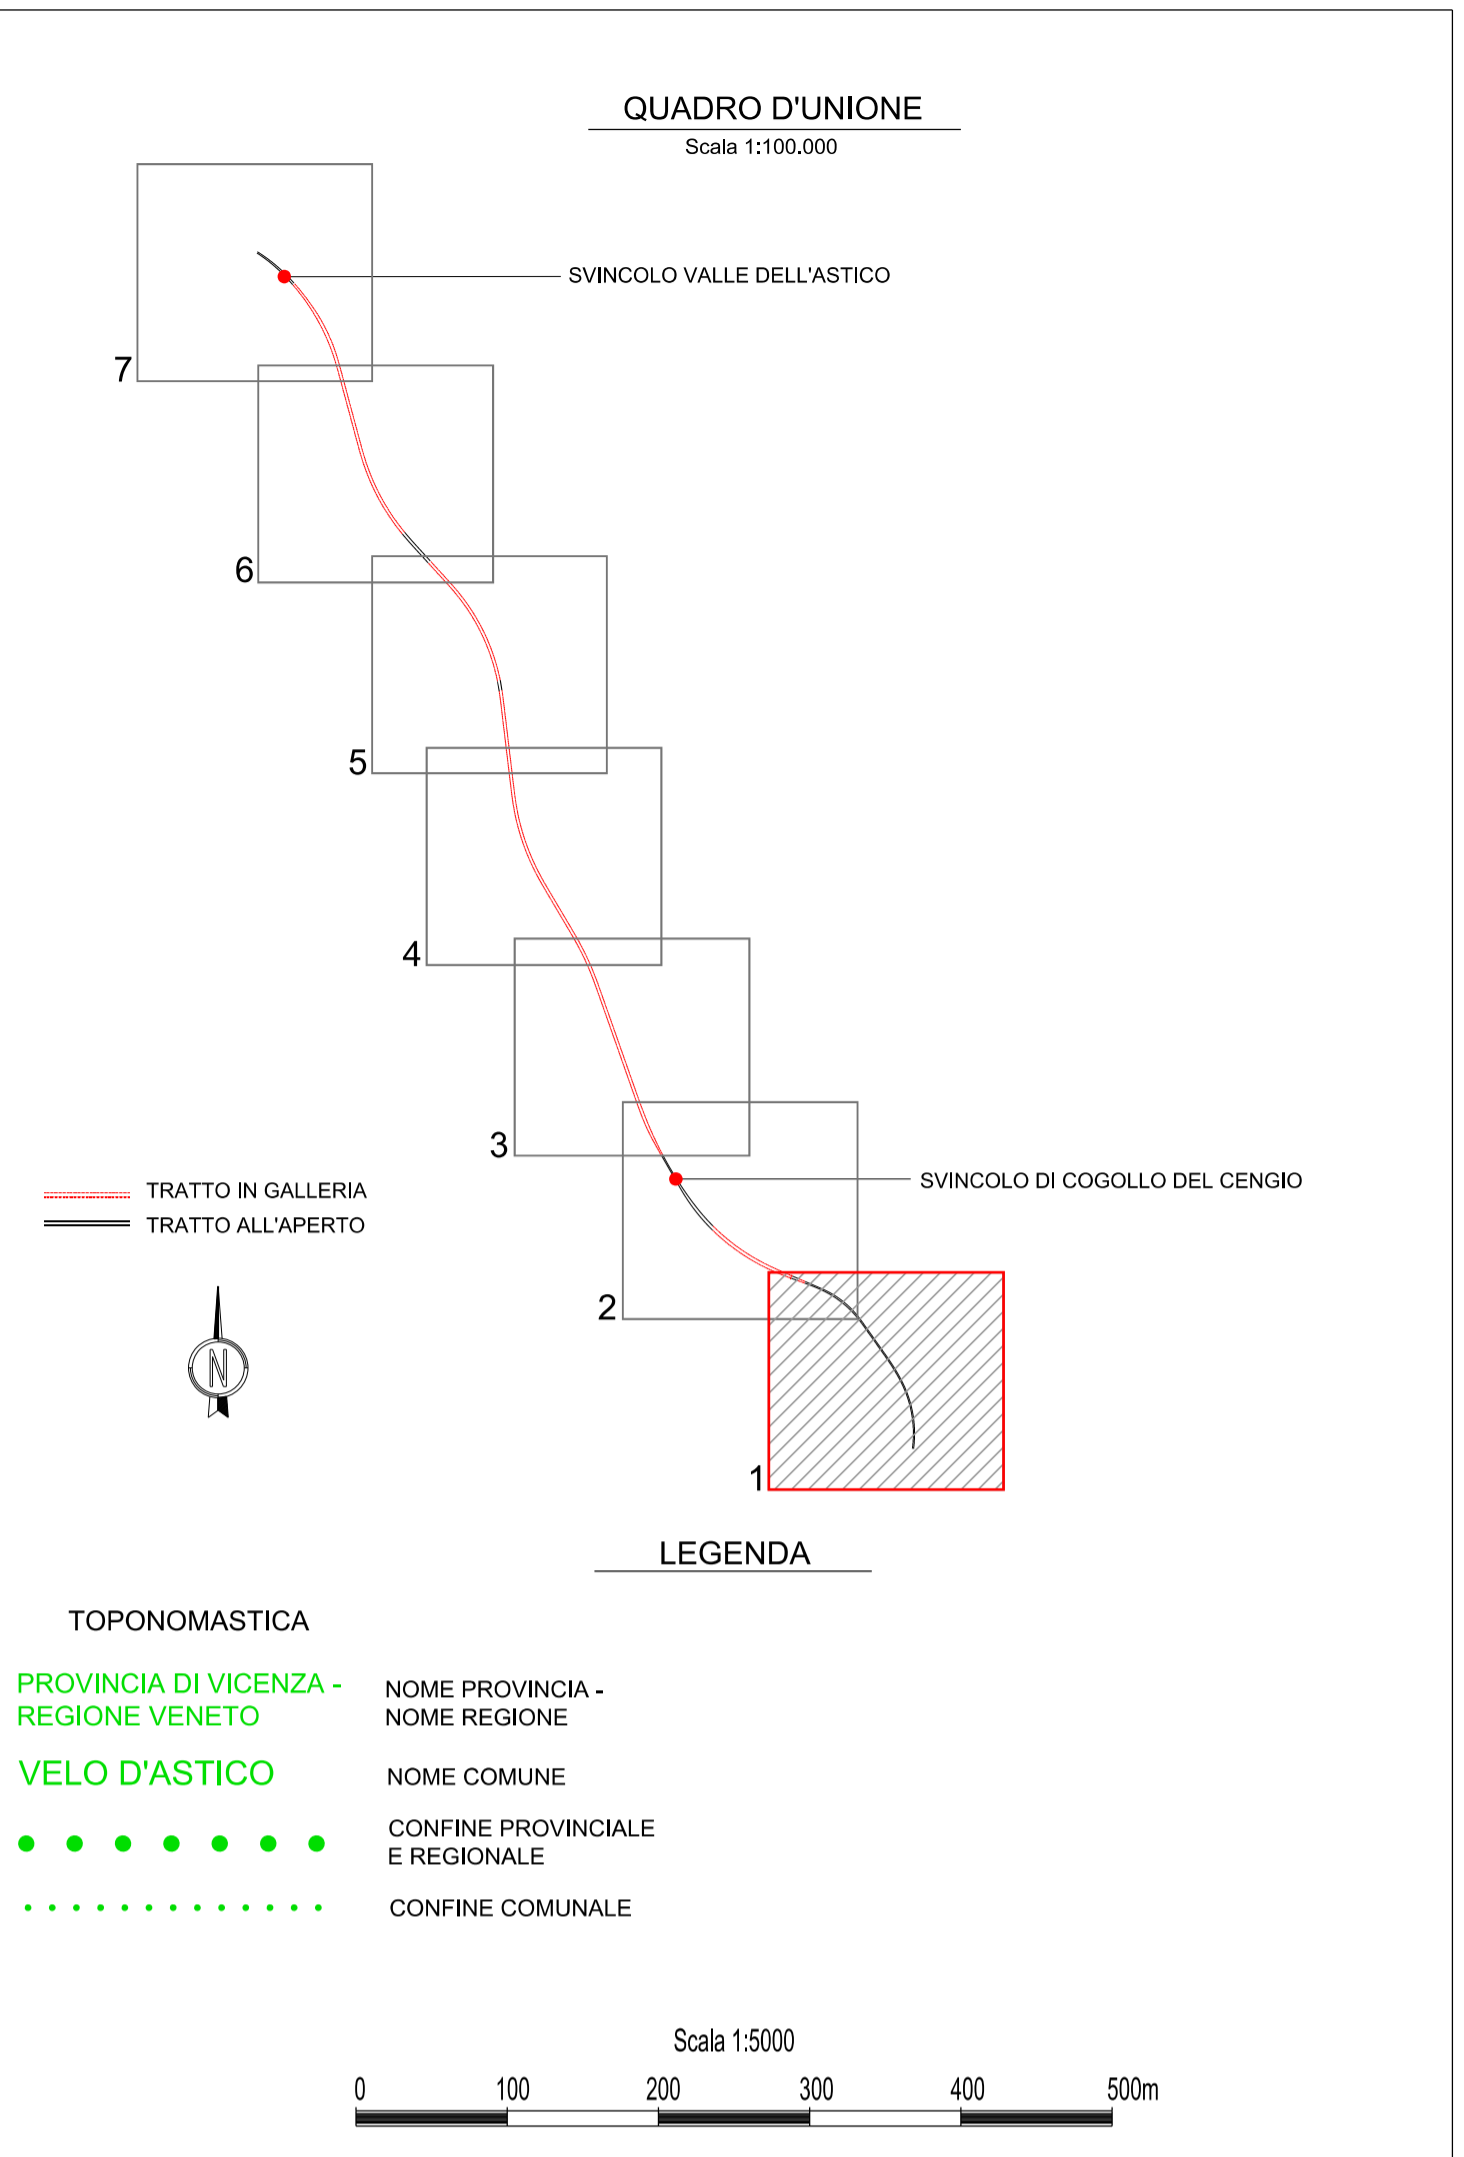 QUADRO D'UNIONE
Scala 1:100.000
SVINCOLO VALLE DELL'ASTICO
7
6
5
4
3
SVINCOLO DI COGOLLO DEL CENGIO
TRATTO IN GALLERIA
TRATTO ALL'APERTO
2
N
1
LEGENDA
TOPONOMASTICA
PROVINCIA DI VICENZA -
REGIONE VENETO
NOME PROVINCIA -
NOME REGIONE
VELO D'ASTICO
NOME COMUNE
CONFINE PROVINCIALE
E REGIONALE
CONFINE COMUNALE
Scala 1:5000
0 100 200 300 400 500m